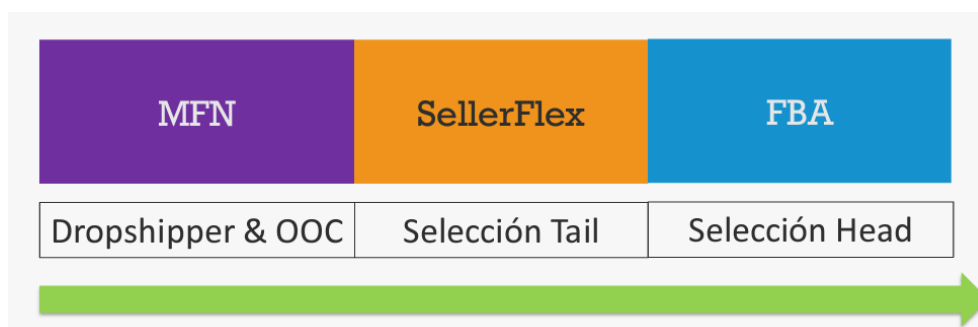 MFN
SellerFlex
FBA
Dropshipper & OOC
Selección Tail
Selección Head